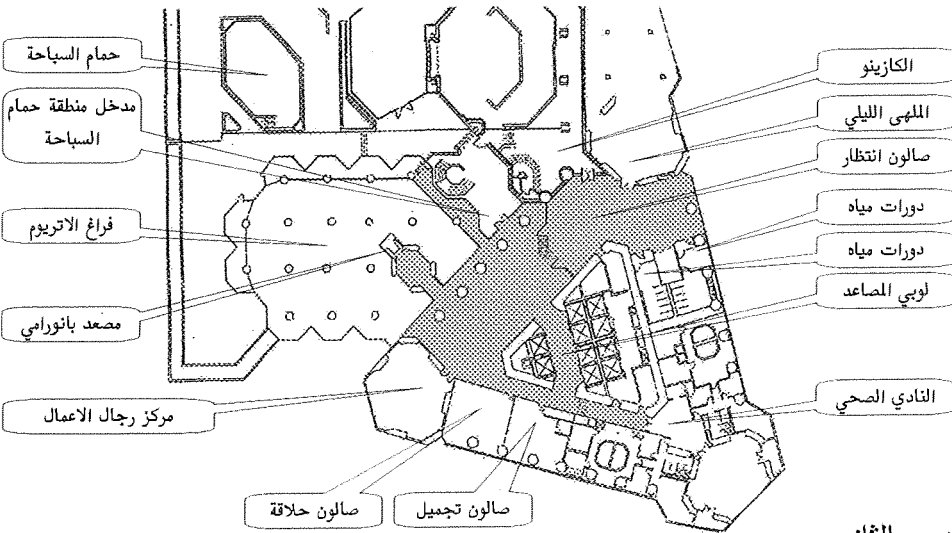 حمام السباحة
مدخل منطقة حمام
السباحة
فراغ الاتريوم
مصعد بانورامي
مركز رجال الاعمال
صالون حلاقة
صالون تجميل
الكازينو
الملهى الليلي
صالون انتظار
دورات مياه
دورات مياه
لوبي المصاعد
النادي الصحي